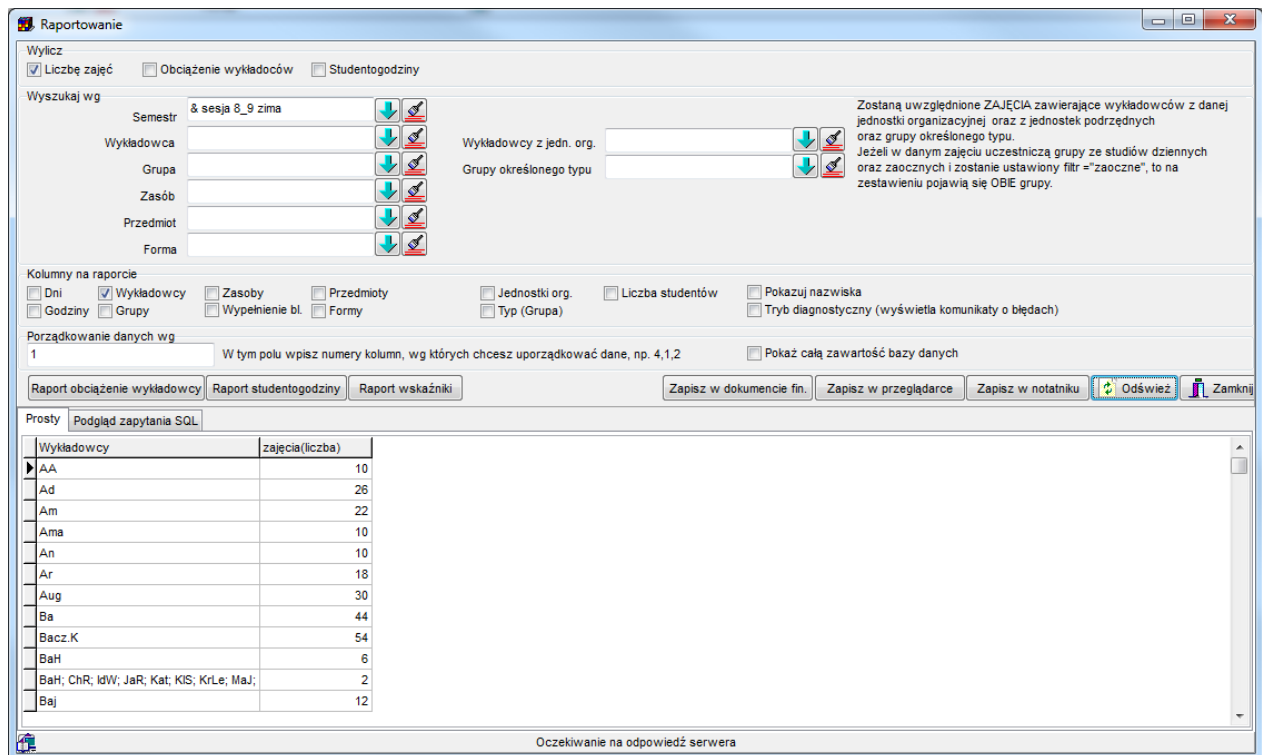 Raportowanie
Wylicz
Liczbę zajęć Obciążenie wykładoców Studentogodziny
Wyszukaj wg
Semestr & sesja 8_9 zima
Wykładowca
Grupa
Zasób
Przedmiot
Forma
Wykładowcy z jedn. org.
Grupy określonego typu
Zostaną uwzględnione ZAJĘCIA zawierające wykładowców z danej
jednostki organizacyjnej oraz z jednostek podrzędnych
oraz grupy określonego typu.
Jeżeli w danym zajęciu uczestniczą grupy ze studiów dziennych
oraz zaocznych i zostanie ustawiony filtr ="zaoczne", to na
zestawieniu pojawią się OBIE grupy.
Kolumny na raporcie
Dni Wykładowcy Zasoby Przedmioty Jednostki org. Liczba studentów Pokazuj nazwiska
Godziny Grupy Wypełnienie bl. Formy Typ (Grupa) Tryb diagnostyczny (wyświetla komunikaty o błędach)
Porządkowanie danych wg
1 W tym polu wpisz numery kolumn, wg których chcesz uporządkować dane, np. 4,1,2 Pokaż całą zawartość bazy danych
Raport obciążenie wykładowcy Raport studentogodziny Raport wskaźniki Zapisz w dokumencie fin. Zapisz w przeglądarce Zapisz w notatniku Odśwież Zamknij
Prosty Podgląd zapytania SQL
Wykładowcy zajęcia(liczba)
AA 10
Ad 26
Am 22
Ama 10
An 10
Ar 18
Aug 30
Ba 44
Bacz.K 54
BaH 6
BaH; ChR; IdW; JaR; Kat; KlS; KrLe; MaJ; 2
Baj 12
Oczekiwanie na odpowiedź serwera